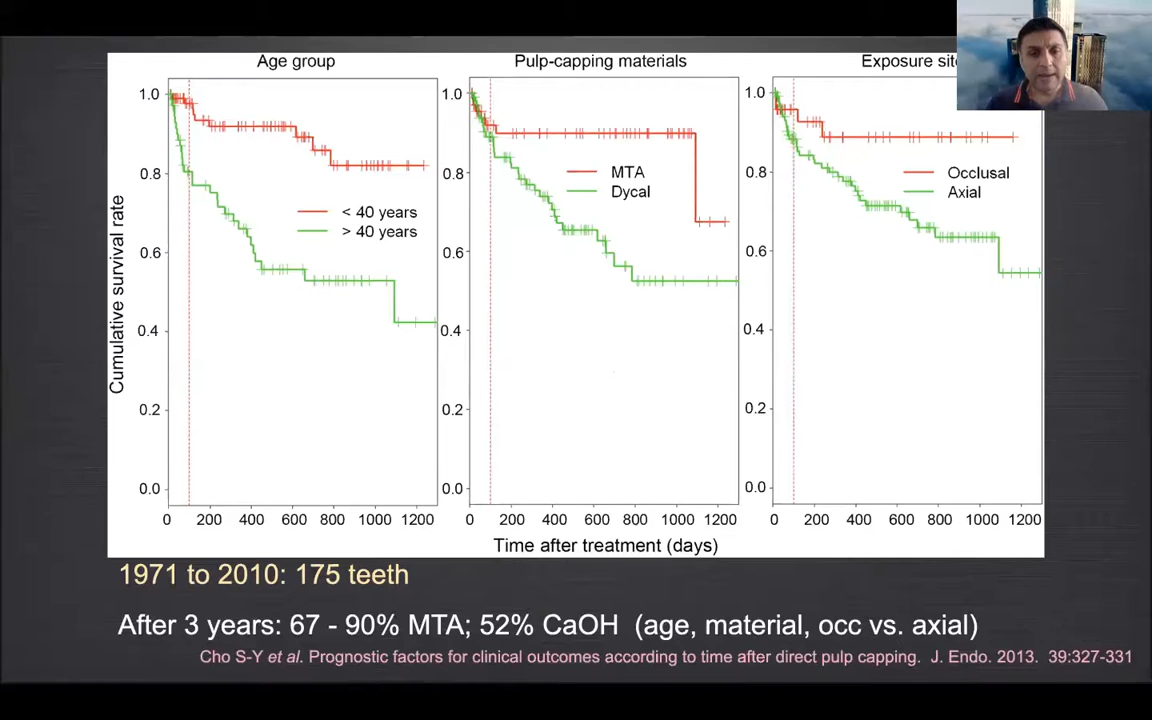 Age group
Pulp-capping materials
Exposure site
1.0
0.8
0.6
0.4
0.2
0.0
< 40 years
> 40 years
0 200 400 600 800 1000 1200
1.0
0.8
0.6
0.4
0.2
0.0
MTA
Dycal
0 200 400 600 800 1000 1200
1.0
0.8
0.6
0.4
0.2
0.0
Occlusal
Axial
0 200 400 600 800 1000 1200
Cumulative survival rate
Time after treatment (days)
1971 to 2010: 175 teeth
After 3 years: 67 - 90% MTA; 52% CaOH (age, material, occ vs. axial)
Cho S-Y et al. Prognostic factors for clinical outcomes according to time after direct pulp capping. J. Endo. 2013. 39:327-331